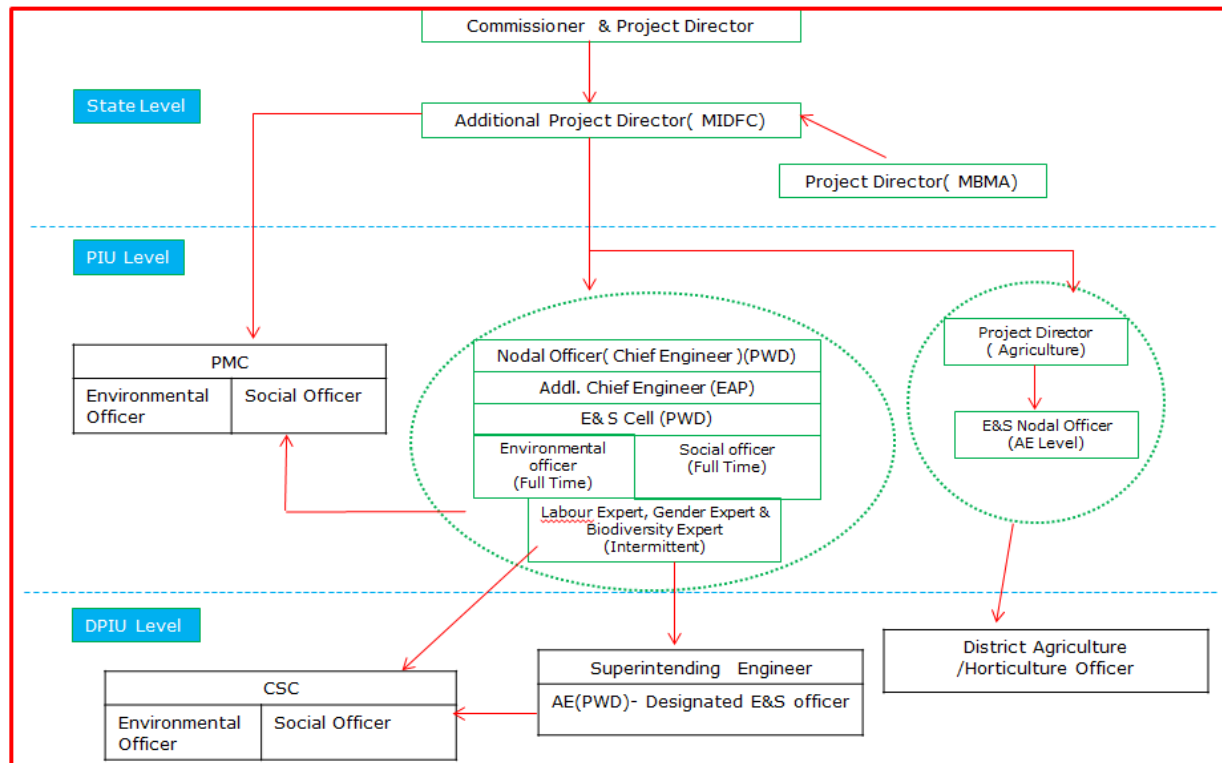 Commissioner & Project Director
State Level
Additional Project Director( MIDFC)
Project Director( MBMA)
PIU Level
Project Director
( Agriculture)
Nodal Officer( Chief Engineer )(PWD)
PMC
Addl. Chief Engineer (EAP)
Environmental
Officer
Social Officer
E& S Cell (PWD)
E&S Nodal Officer
(AE Level)
Environmental
officer
(Full Time)
Social officer
(Full Time)
Labour Expert, Gender Expert &
Biodiversity Expert
(Intermittent)
DPIU Level
District Agriculture
/Horticulture Officer
Superintending Engineer
AE(PWD)- Designated E&S officer
CSC
Environmental
Officer
Social Officer